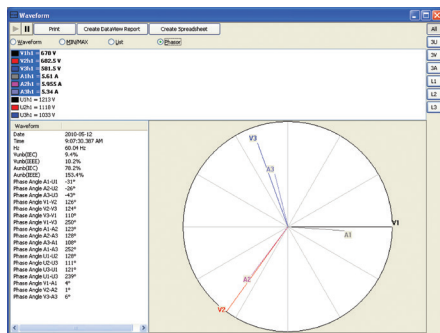 Waveform
Print
Create DataView Report
Create Spreadsheet
All
Waveform
MIN/MAX
List
Phasor
3U
3V
3A
L1
L2
L3
V1h1 = 678 V
V2h1 = 682.5 V
V3h1 = 581.5 V
A1h1 = 5.61 A
A2h1 = 5.955 A
A3h1 = 5.34 A
U1h1 = 1213 V
U2h1 = 1118 V
U3h1 = 1033 V
Waveform
Date 2010-05-12
Time 9:07:30.387 AM
Hz 60.04 Hz
Vunb(IEC) 9.4%
Vunb(IEEE) 10.2%
Aunb(IEC) 78.2%
Aunb(IEEE) 153.4%
Phase Angle A1-U1 -31°
Phase Angle A2-U2 -26°
Phase Angle A3-U3 -43°
Phase Angle V1-V2 126°
Phase Angle V2-V3 124°
Phase Angle V3-V1 110°
Phase Angle V1-V3 250°
Phase Angle A1-A2 123°
Phase Angle A2-A3 128°
Phase Angle A3-A1 108°
Phase Angle A1-A3 252°
Phase Angle U1-U2 128°
Phase Angle U2-U3 111°
Phase Angle U3-U1 121°
Phase Angle U1-U3 239°
Phase Angle V1-A1 4°
Phase Angle V2-A2 1°
Phase Angle V3-A3 6°
V3
A3
V1
A1
A2
V2